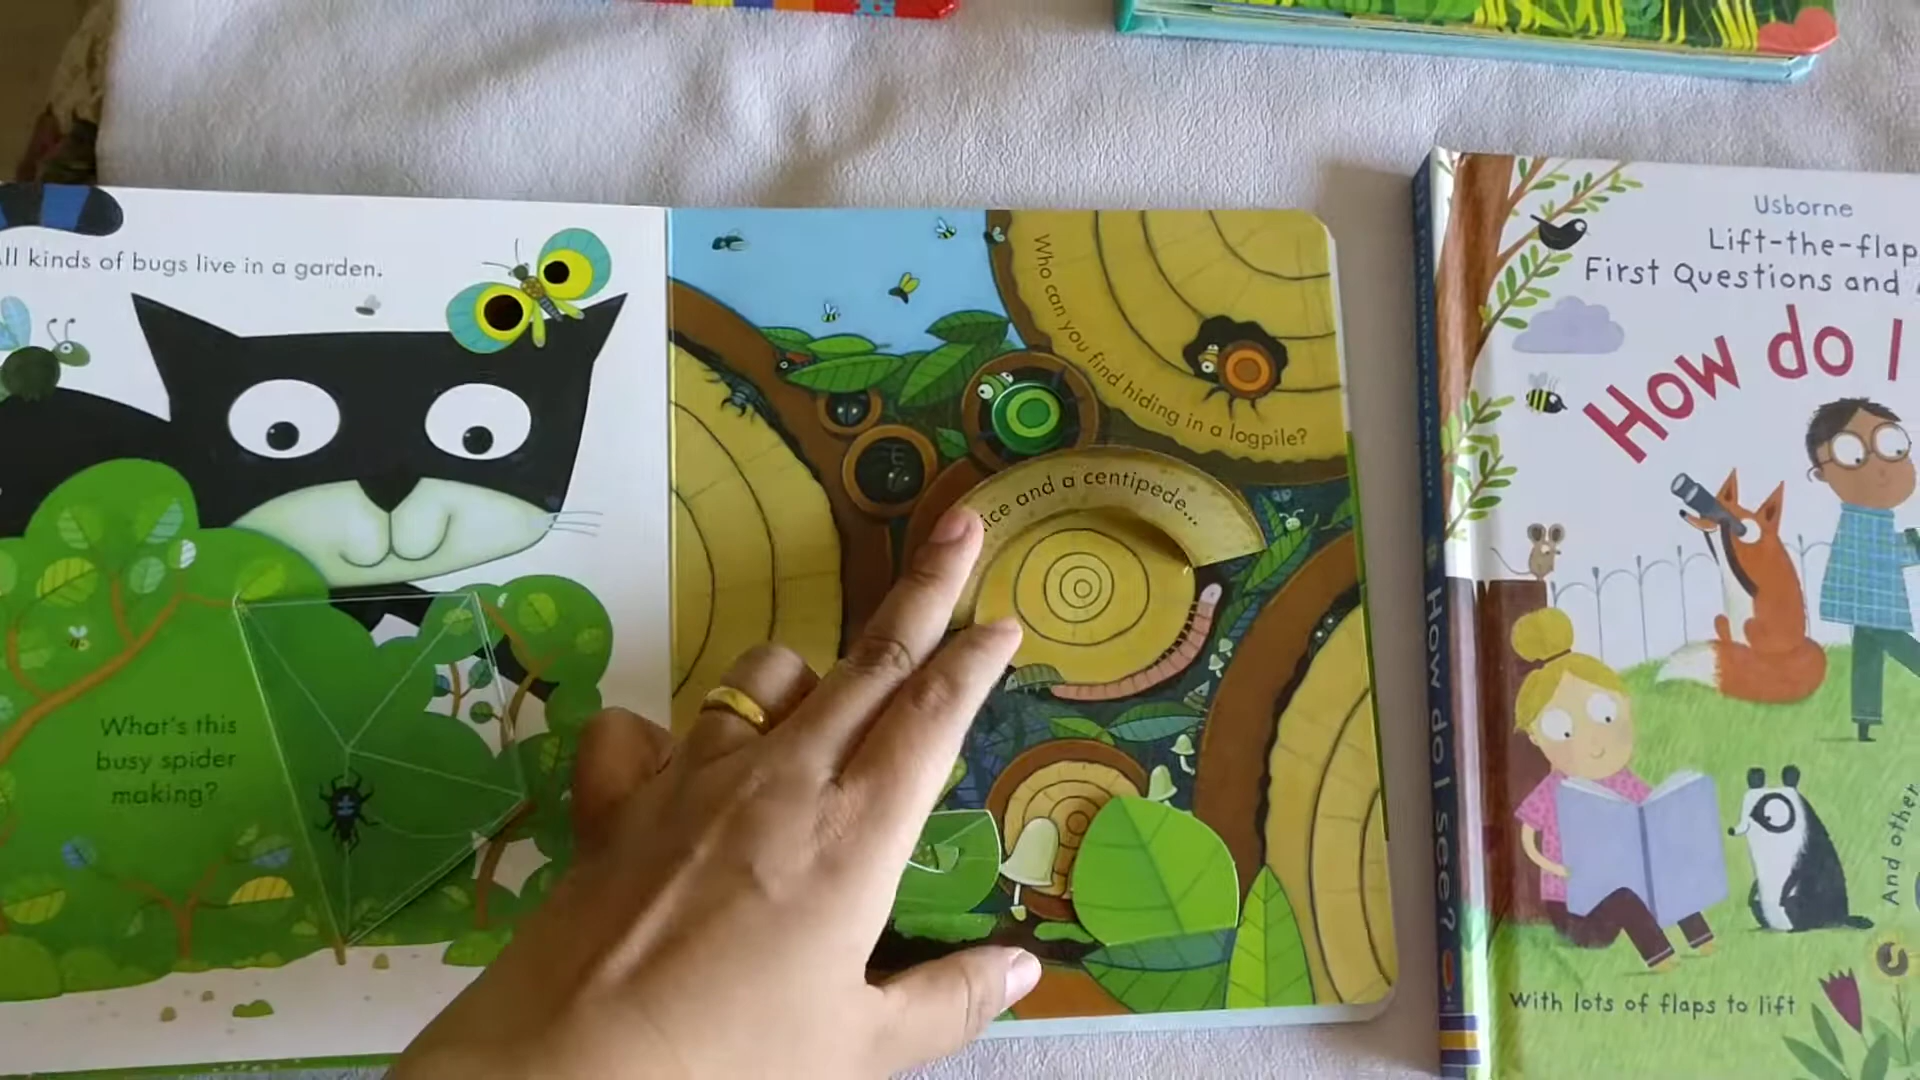 ll kinds of bugs live in a garden.
What's this
busy spider
making?
Who can you find hiding in a logpile?
ice and a centipede...
Usborne
Lift-the-flap
First Questions and
How do I
And other
With lots of flaps to lift
How do I see?